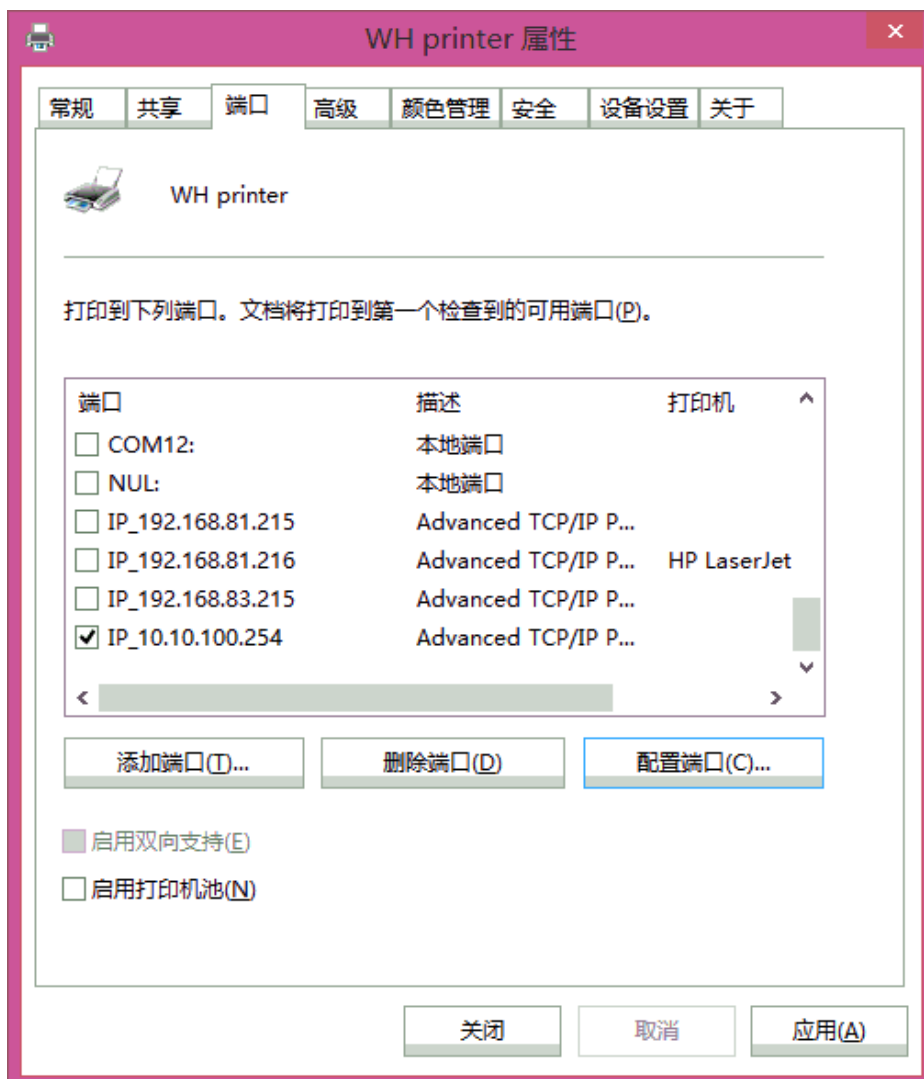 WH printer 属性
常规 共享 端口 高级 颜色管理 安全 设备设置 关于
WH printer
打印到下列端口。文档将打印到第一个检查到的可用端口(P)。
端口 描述 打印机
COM12: 本地端口
NUL: 本地端口
IP_192.168.81.215 Advanced TCP/IP P...
IP_192.168.81.216 Advanced TCP/IP P... HP LaserJet
IP_192.168.83.215 Advanced TCP/IP P...
IP_10.10.100.254 Advanced TCP/IP P...
添加端口(T)... 删除端口(D) 配置端口(C)...
启用双向支持(E)
启用打印机池(N)
关闭 取消 应用(A)